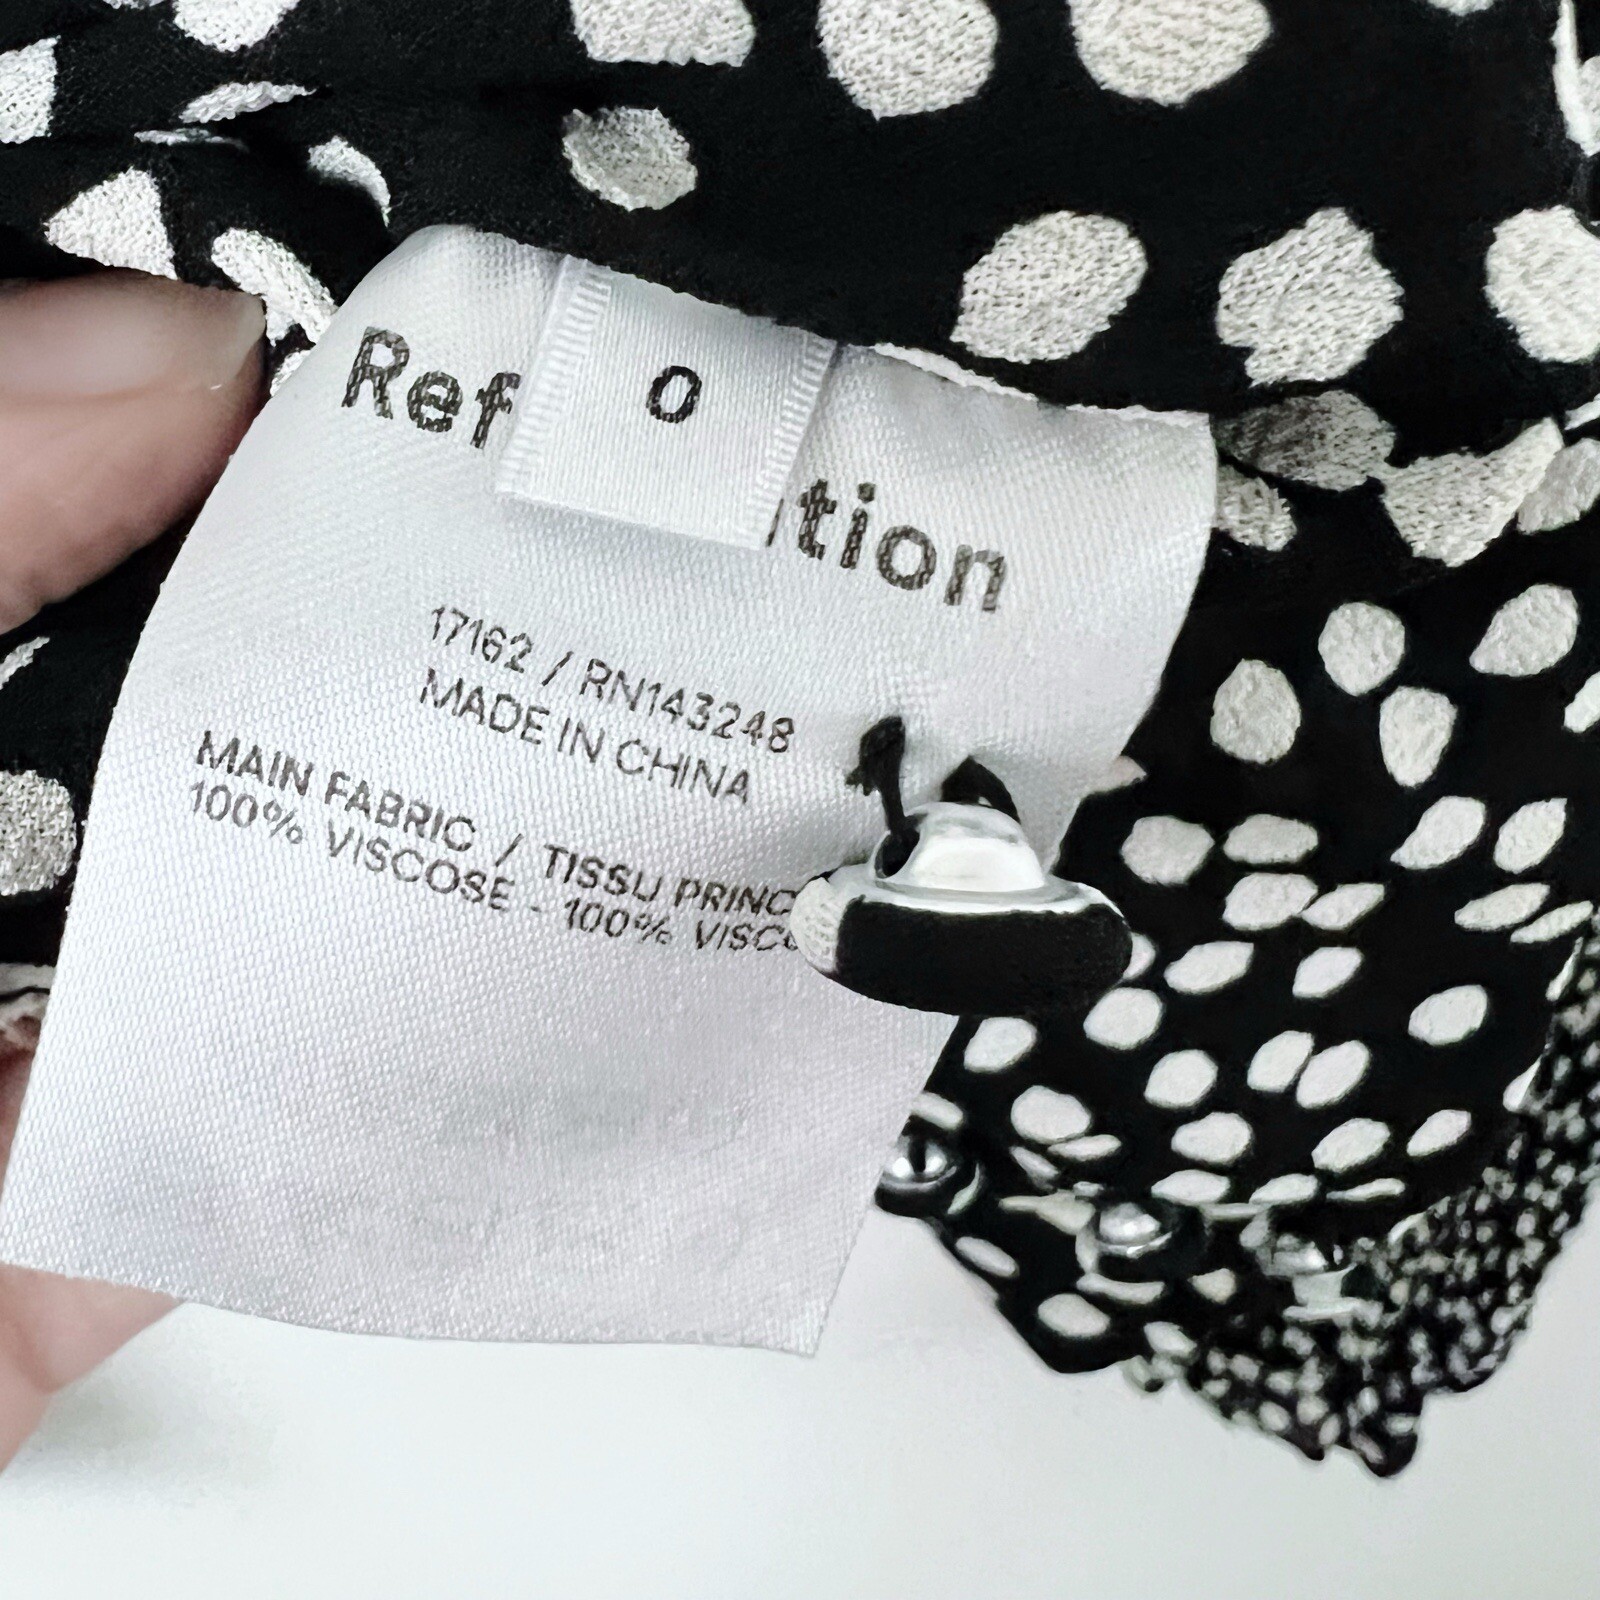 Ref
0
tion
17162 / RN143248
MADE IN CHINA
MAIN FABRIC / TISSU PRINC
100% VISCOSE - 100% VISCO